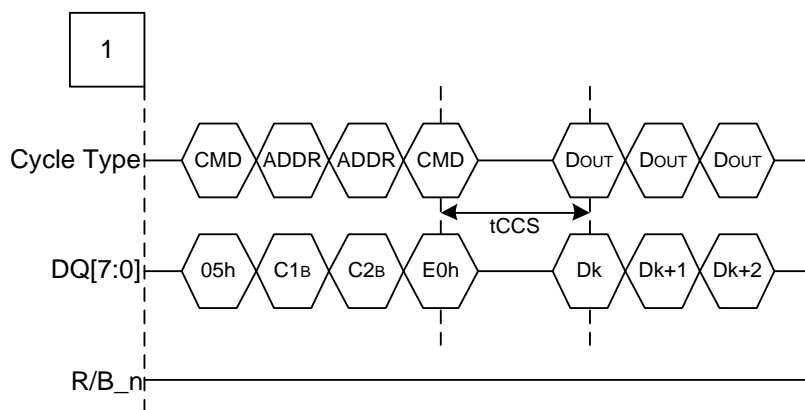 1
Cycle Type CMD ADDR ADDR CMD DOUT DOUT DOUT
tCCS
DQ[7:0] 05h C1B C2B E0h Dk Dk+1 Dk+2
R/B_n